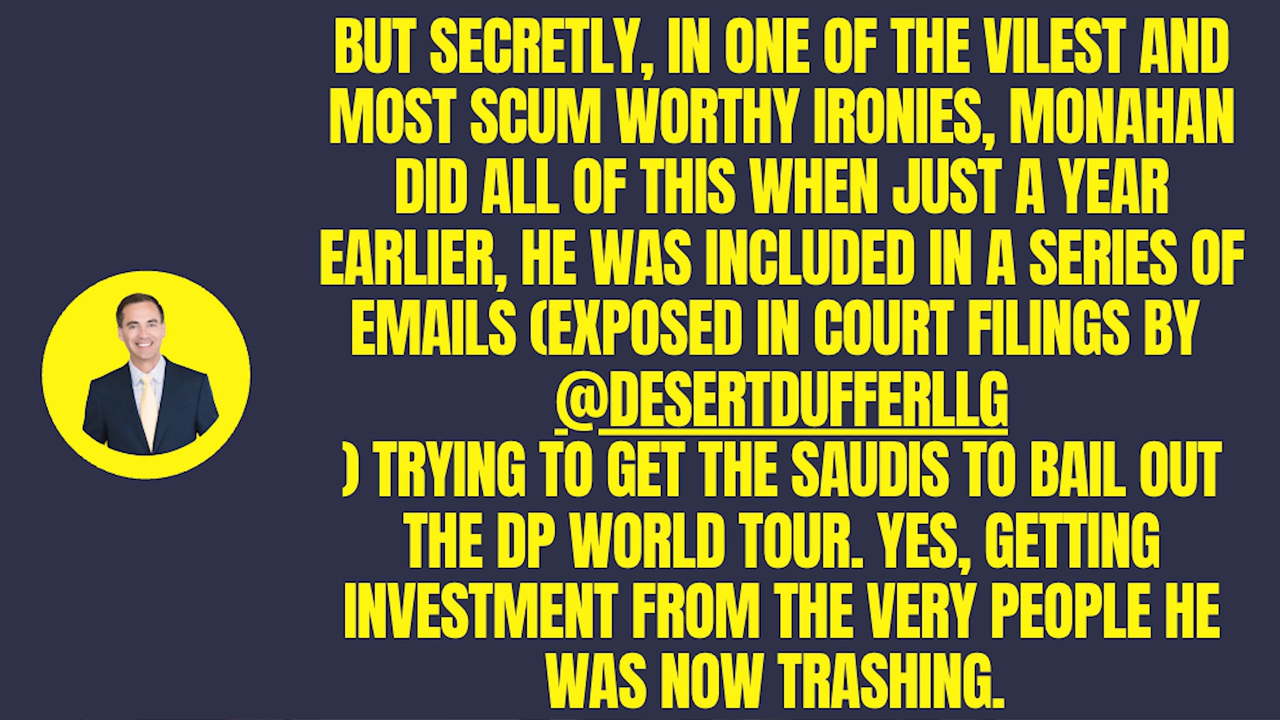 BUT SECRETLY, IN ONE OF THE VILEST AND
MOST SCUM WORTHY IRONIES, MONAHAN
DID ALL OF THIS WHEN JUST A YEAR
EARLIER, HE WAS INCLUDED IN A SERIES OF
EMAILS (EXPOSED IN COURT FILINGS BY
@DESERTDUFFERLLG
) TRYING TO GET THE SAUDIS TO BAIL OUT
THE DP WORLD TOUR. YES, GETTING
INVESTMENT FROM THE VERY PEOPLE HE
WAS NOW TRASHING.